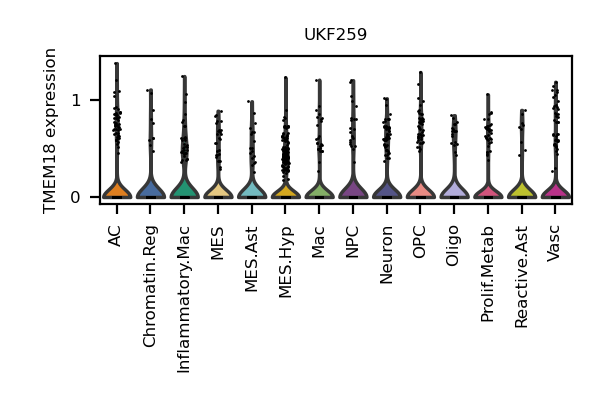 UKF259
TMEM18 expression
1
0
AC
Chromatin.Reg
Inflammatory.Mac
MES
MES.Ast
MES.Hyp
Mac
NPC
Neuron
OPC
Oligo
Prolif.Metab
Reactive.Ast
Vasc